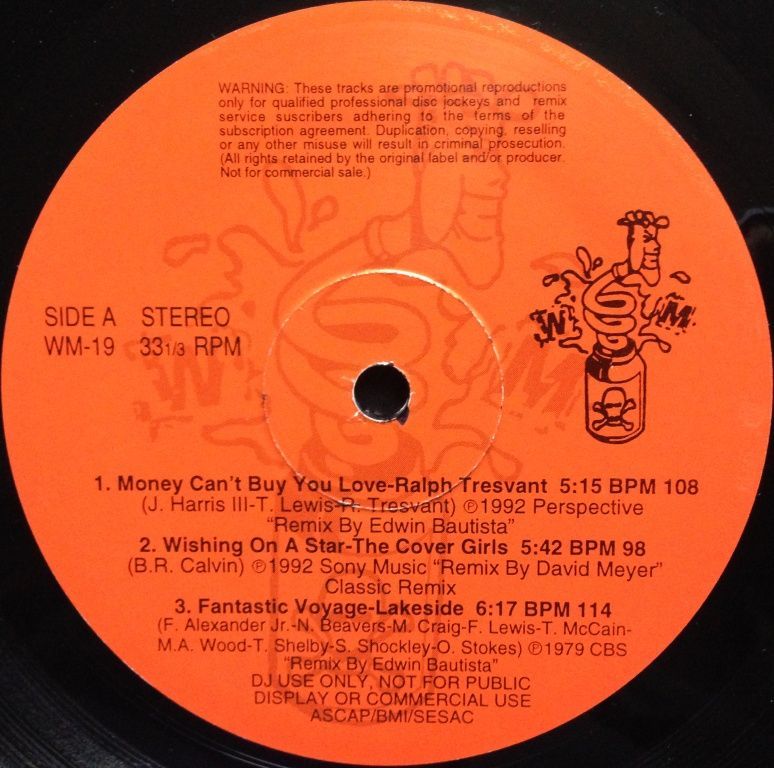 WARNING: These tracks are promotional reproductions
only for qualified professional disc jockeys and remix
service suscribers adhering to the terms of the
subscription agreement. Duplication, copying, reselling
or any other misuse will result in criminal prosecution.
(All rights retained by the original label and/or producer.
Not for commercial sale.)
SIDE A STEREO
WM-19 33 1/3 RPM
W M
W M
1. Money Can't Buy You Love-Ralph Tresvant 5:15 BPM 108
(J. Harris III-T. Lewis-R. Tresvant) ℗1992 Perspective
"Remix By Edwin Bautista"
2. Wishing On A Star-The Cover Girls 5:42 BPM 98
(B.R. Calvin) ℗1992 Sony Music "Remix By David Meyer"
Classic Remix
3. Fantastic Voyage-Lakeside 6:17 BPM 114
(F. Alexander Jr.-N. Beavers-M. Craig-F. Lewis-T. McCain-
M.A. Wood-T. Shelby-S. Shockley-O. Stokes) ℗1979 CBS
"Remix By Edwin Bautista"
DJ USE ONLY, NOT FOR PUBLIC
DISPLAY OR COMMERCIAL USE
ASCAP/BMI/SESAC